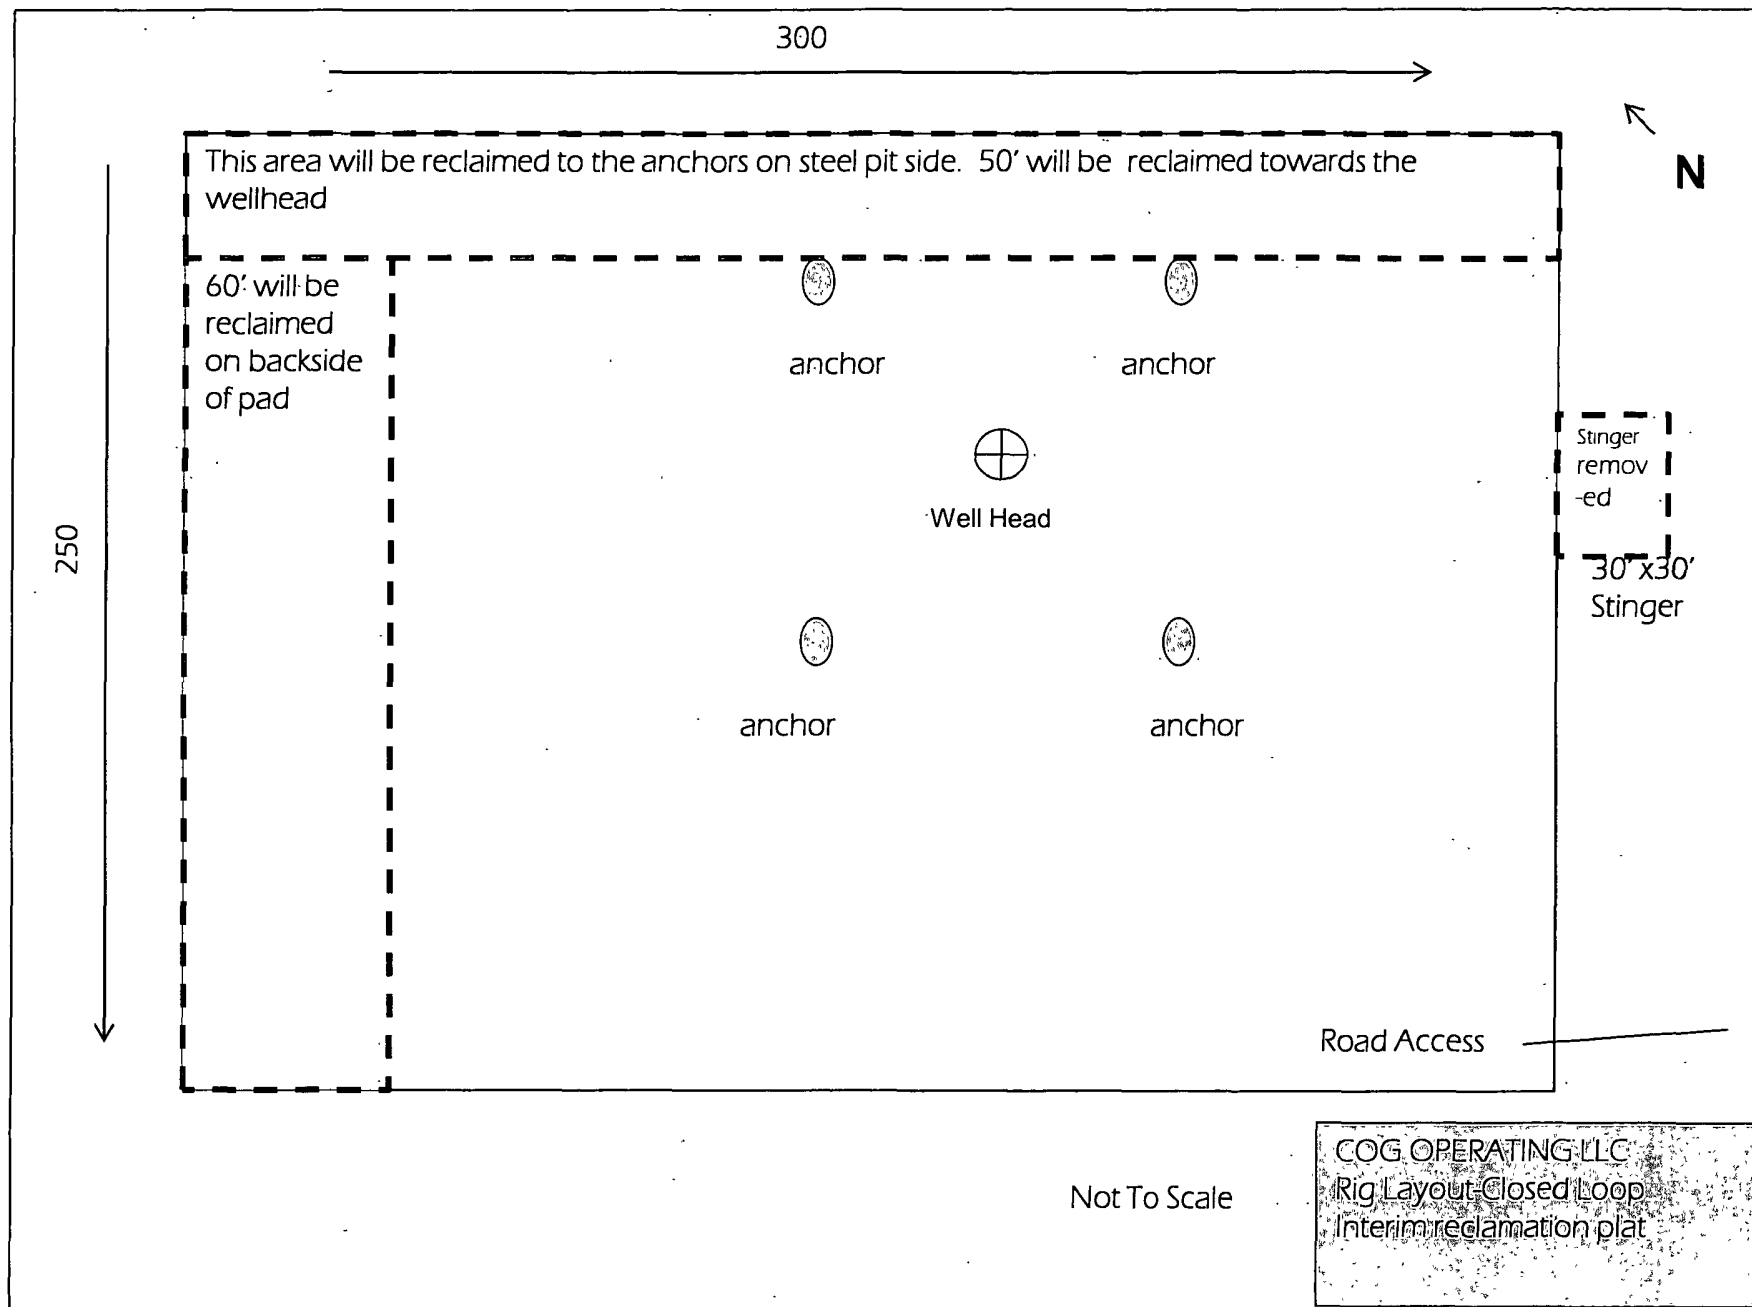 300
N
This area will be reclaimed to the anchors on steel pit side. 50' will be reclaimed towards the
wellhead
60' will be
reclaimed
on backside
of pad
anchor
anchor
Stinger
remov
-ed
Well Head
250
30'x30'
Stinger
anchor
anchor
Road Access
Not To Scale
COG OPERATING LLC
Rig Layout-Closed Loop
Interim reclamation plat